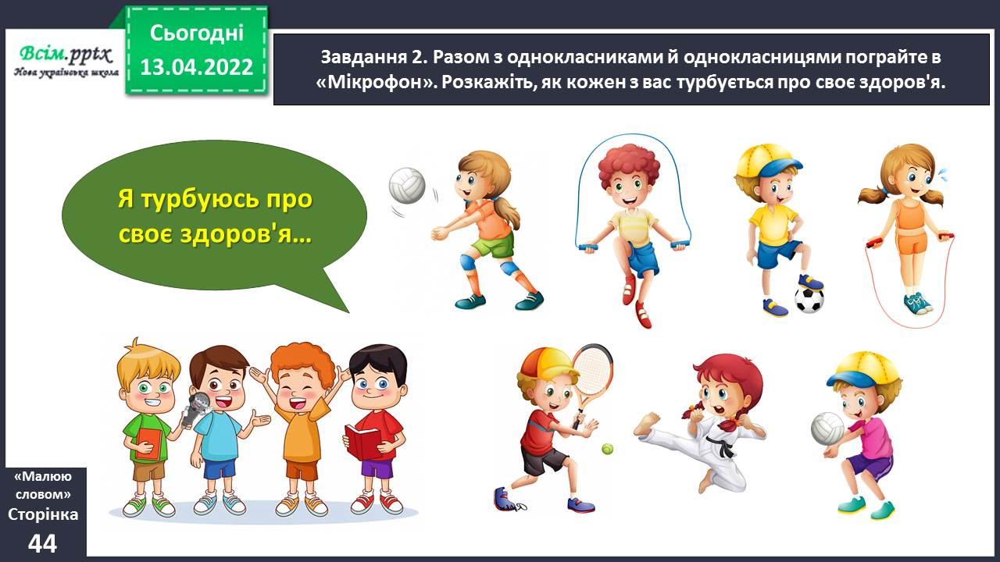 Всім.pptx
Нова українська школа
Сьогодні
13.04.2022
Завдання 2. Разом з однокласниками й однокласницями пограйте в
«Мікрофон». Розкажіть, як кожен з вас турбується про своє здоров'я.
Я турбуюсь про
своє здоров'я...
«Малюю
словом»
Сторінка
44